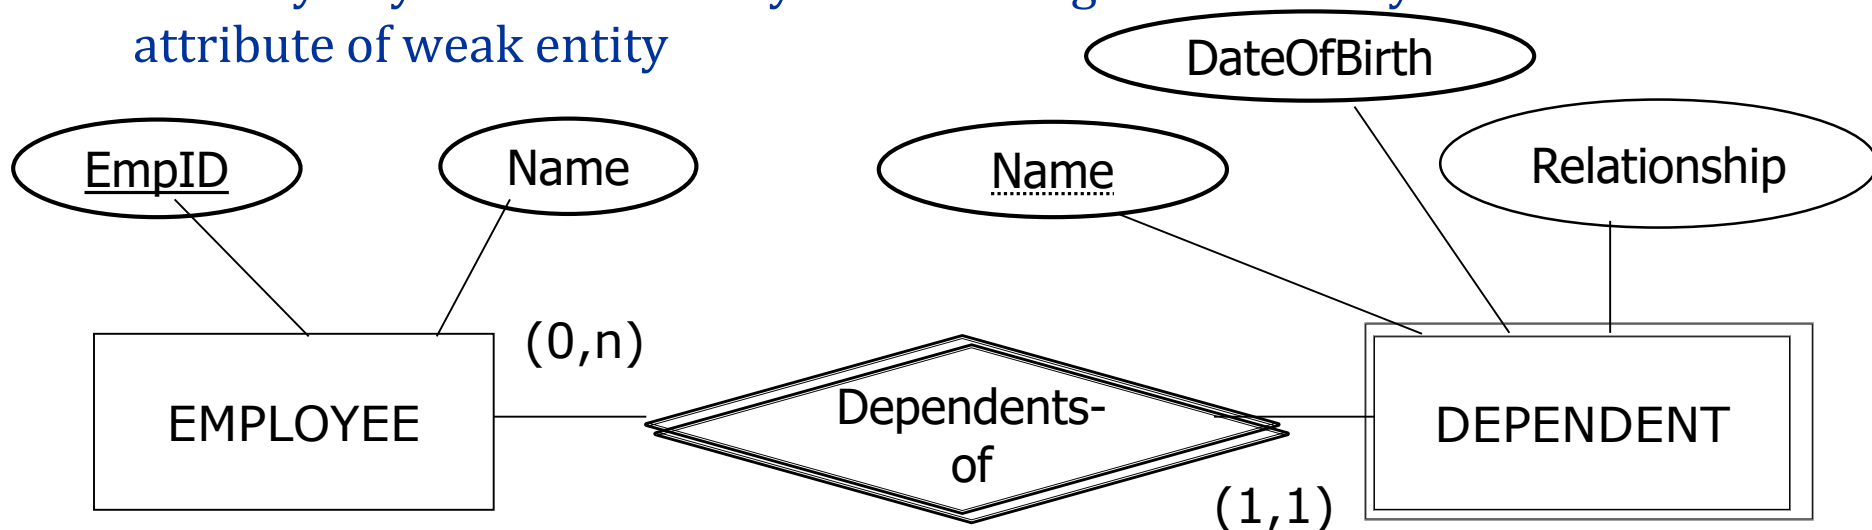 attribute of weak entity
DateOfBirth
EmpID
Name
Name
Relationship
(0,n)
EMPLOYEE
Dependents-
of
DEPENDENT
(1,1)